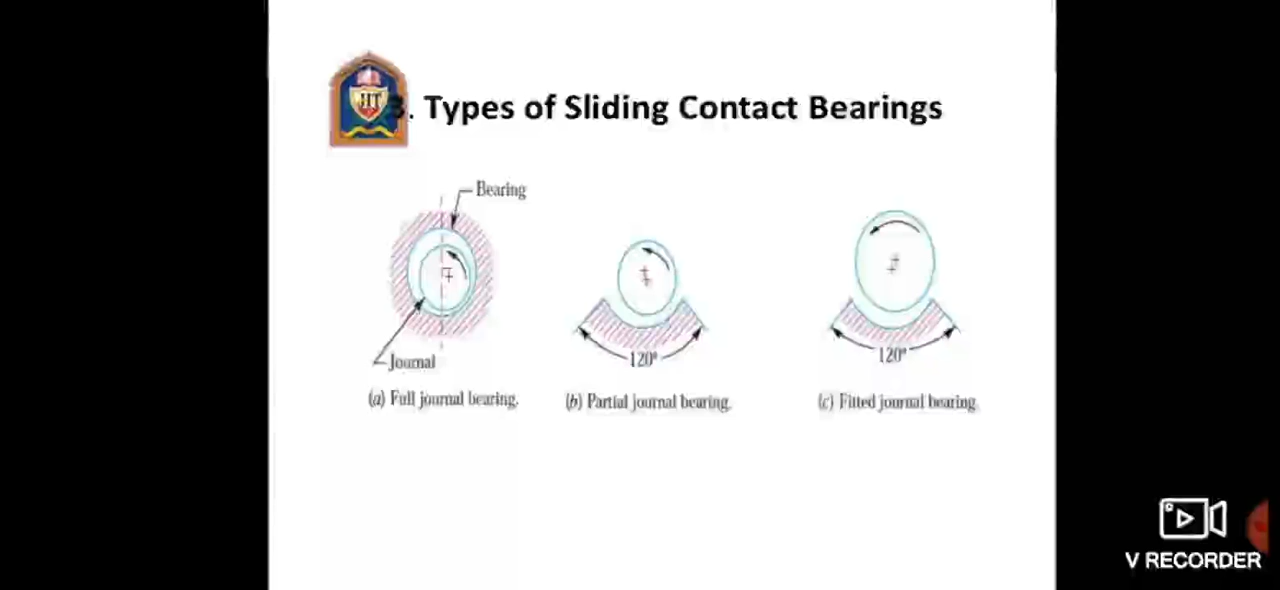 HT
3. Types of Sliding Contact Bearings
Bearing
Journal
120°
120°
(a) Full journal bearing.
(b) Partial journal bearing.
(c) Fitted journal bearing.
V RECORDER